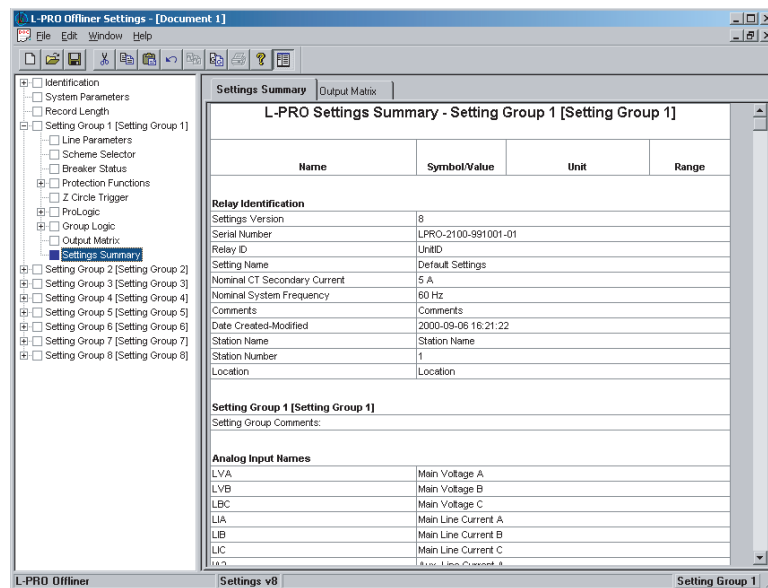 L-PRO Offliner Settings - [Document 1]
File Edit Window Help
Identification
System Parameters
Record Length
Setting Group 1 [Setting Group 1]
Line Parameters
Scheme Selector
Breaker Status
Protection Functions
Z Circle Trigger
ProLogic
Group Logic
Output Matrix
Settings Summary
Setting Group 2 [Setting Group 2]
Setting Group 3 [Setting Group 3]
Setting Group 4 [Setting Group 4]
Setting Group 5 [Setting Group 5]
Setting Group 6 [Setting Group 6]
Setting Group 7 [Setting Group 7]
Setting Group 8 [Setting Group 8]
Settings Summary Output Matrix
L-PRO Settings Summary - Setting Group 1 [Setting Group 1]
Name Symbol/Value Unit Range
Relay Identification
Settings Version 8
Serial Number LPRO-2100-991001-01
Relay ID UnitID
Setting Name Default Settings
Nominal CT Secondary Current 5 A
Nominal System Frequency 60 Hz
Comments Comments
Date Created-Modified 2000-09-06 16:21:22
Station Name Station Name
Station Number 1
Location Location
Setting Group 1 [Setting Group 1]
Setting Group Comments:
Analog Input Names
LVA Main Voltage A
LVB Main Voltage B
LBC Main Voltage C
LIA Main Line Current A
LIB Main Line Current B
LIC Main Line Current C
L-PRO Offliner Settings v8 Setting Group 1